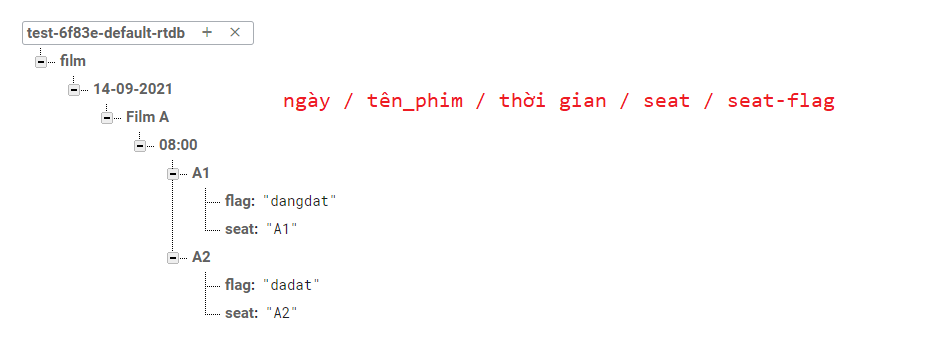 test-6f83e-default-rtdb + ×
film
14-09-2021
ngày / tên_phim / thời gian / seat / seat-flag
Film A
08:00
A1
flag: "dangdat"
seat: "A1"
A2
flag: "dadat"
seat: "A2"